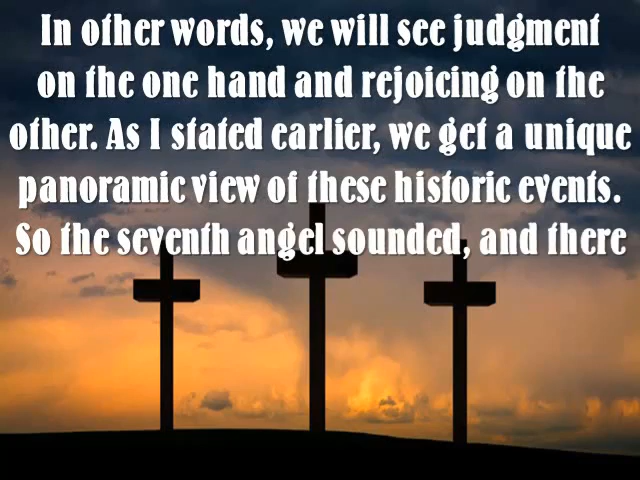 In other words, we will see judgment
on the one hand and rejoicing on the
other. As I stated earlier, we get a unique
panoramic view of these historic events.
So the seventh angel sounded, and there